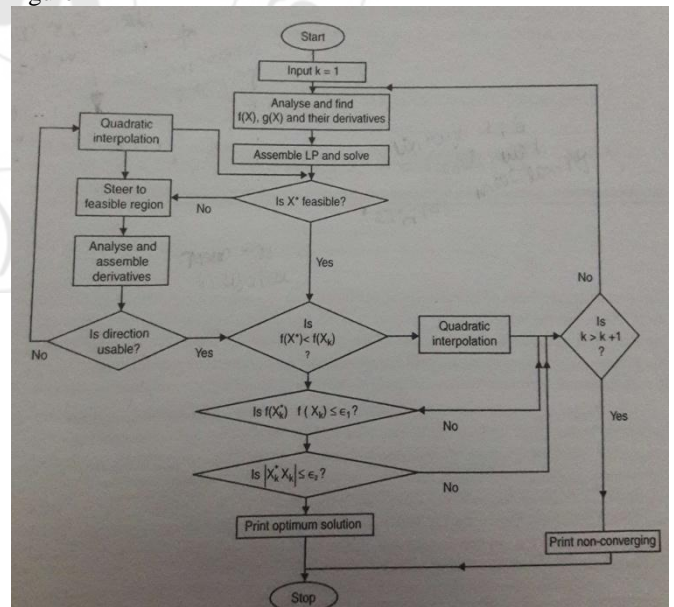 Start
Input k = 1
Analyse and find
f(X), g(X) and their derivatives
Assemble LP and solve
Is X* feasible?
No
Yes
Quadratic
interpolation
Steer to
feasible region
Analyse and
assemble
derivatives
Is direction
usable?
No
Yes
Is
f(X*)< f(Xₖ)
?
Quadratic
interpolation
Is
k > k +1
?
No
Yes
Is f(Xₖ*) f ( Xₖ) ≤ ϵ₁?
No
Is |Xₖ* Xₖ| ≤ ϵ₂?
No
Print optimum solution
Print non-converging
Stop